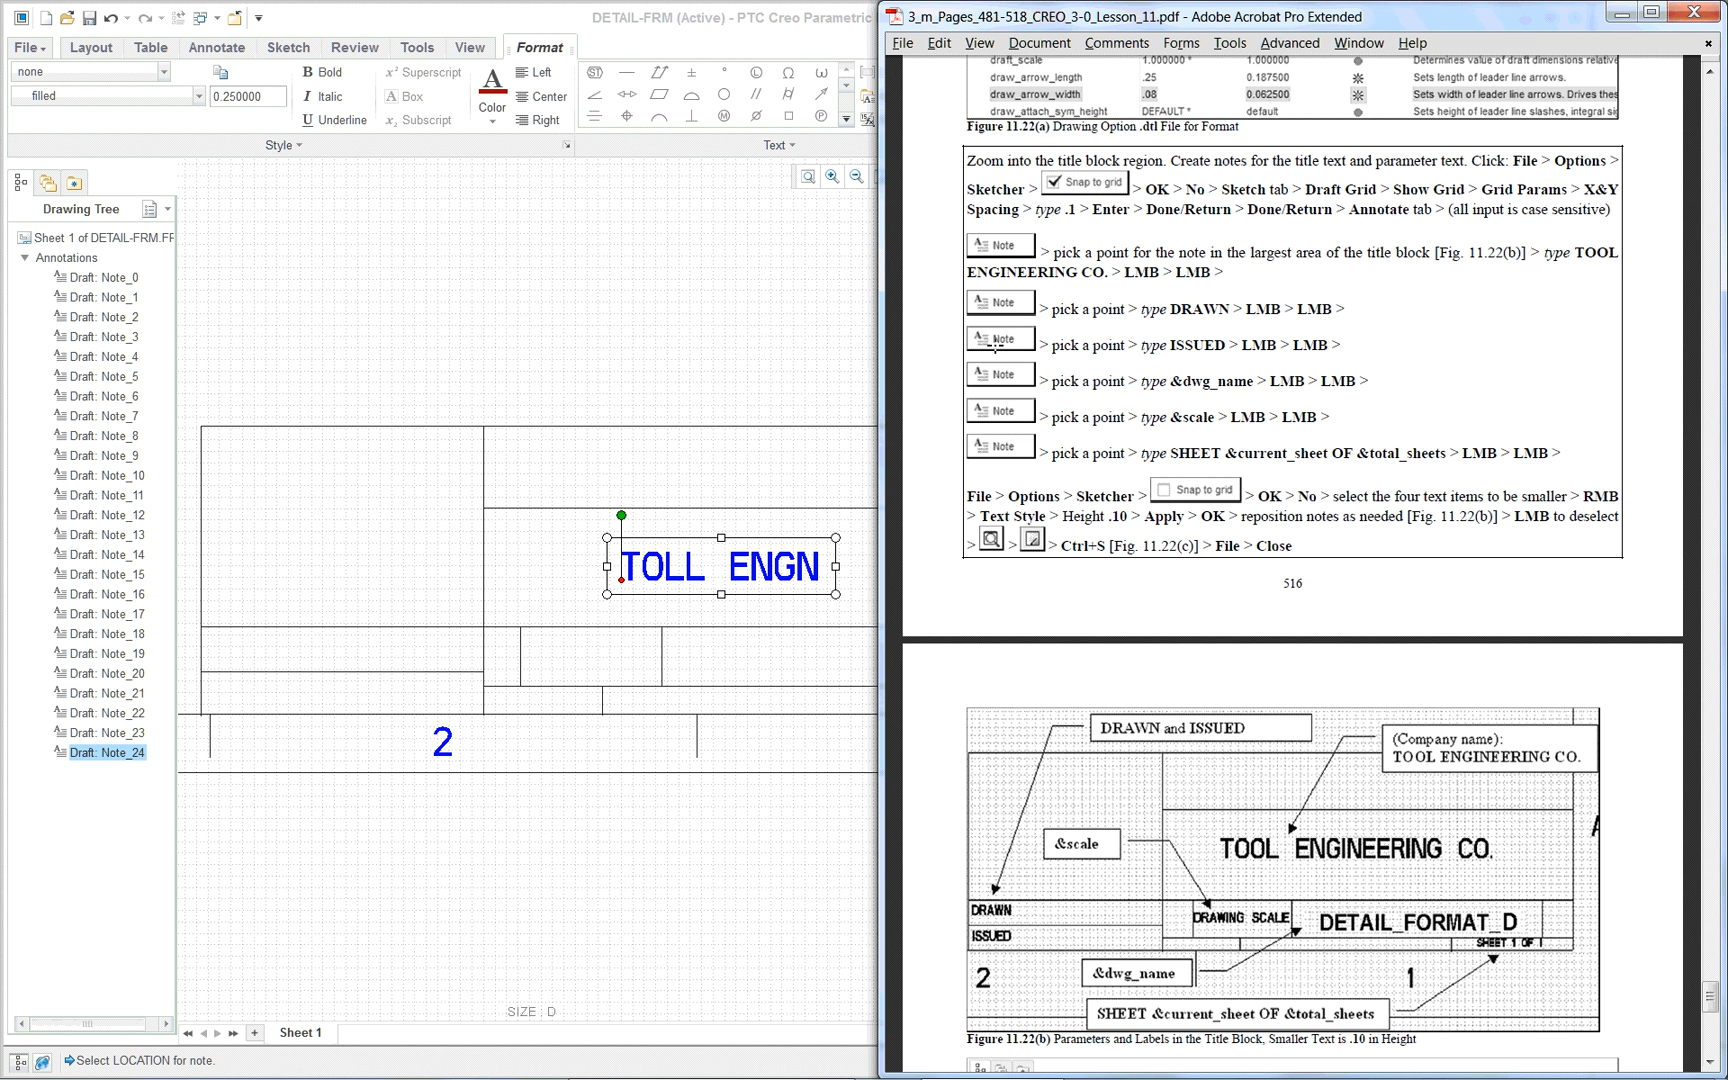 DETAIL-FRM (Active) - PTC Creo Parametric
File
Layout
Table
Annotate
Sketch
Review
Tools
View
Format
none
filled
0.250000
B Bold
I Italic
U Underline
Superscript
Box
Subscript
Color
Left
Center
Right
Style
Text
Drawing Tree
Sheet 1 of DETAIL-FRM.FR
Annotations
Draft: Note_0
Draft: Note_1
Draft: Note_2
Draft: Note_3
Draft: Note_4
Draft: Note_5
Draft: Note_6
Draft: Note_7
Draft: Note_8
Draft: Note_9
Draft: Note_10
Draft: Note_11
Draft: Note_12
Draft: Note_13
Draft: Note_14
Draft: Note_15
Draft: Note_16
Draft: Note_17
Draft: Note_18
Draft: Note_19
Draft: Note_20
Draft: Note_21
Draft: Note_22
Draft: Note_23
Draft: Note_24
TOLL ENGN
2
SIZE : D
Sheet 1
Select LOCATION for note.
3_m_Pages_481-518_CREO_3-0_Lesson_11.pdf - Adobe Acrobat Pro Extended
File Edit View Document Comments Forms Tools Advanced Window Help
draft_scale 1.000000 * 1.000000 Determines value of draft dimensions relative
draw_arrow_length .25 0.187500 Sets length of leader line arrows.
draw_arrow_width .08 0.062500 Sets width of leader line arrows. Drives thes
draw_attach_sym_height DEFAULT * default Sets height of leader line slashes, integral si
Figure 11.22(a) Drawing Option .dtl File for Format
Zoom into the title block region. Create notes for the title text and parameter text. Click: File > Options >
Sketcher > Snap to grid > OK > No > Sketch tab > Draft Grid > Show Grid > Grid Params > X&Y
Spacing > type .1 > Enter > Done/Return > Done/Return > Annotate tab > (all input is case sensitive)
Note > pick a point for the note in the largest area of the title block [Fig. 11.22(b)] > type TOOL
ENGINEERING CO. > LMB > LMB >
Note > pick a point > type DRAWN > LMB > LMB >
Note > pick a point > type ISSUED > LMB > LMB >
Note > pick a point > type &dwg_name > LMB > LMB >
Note > pick a point > type &scale > LMB > LMB >
Note > pick a point > type SHEET &current_sheet OF &total_sheets > LMB > LMB >
File > Options > Sketcher > Snap to grid > OK > No > select the four text items to be smaller > RMB
> Text Style > Height .10 > Apply > OK > reposition notes as needed [Fig. 11.22(b)] > LMB to deselect
> > > Ctrl+S [Fig. 11.22(c)] > File > Close
516
DRAWN and ISSUED
(Company name):
TOOL ENGINEERING CO.
&scale
TOOL ENGINEERING CO.
DRAWN
DRAWING SCALE
DETAIL_FORMAT_D
ISSUED
SHEET 1 OF 1
2
&dwg_name
1
SHEET &current_sheet OF &total_sheets
Figure 11.22(b) Parameters and Labels in the Title Block, Smaller Text is .10 in Height